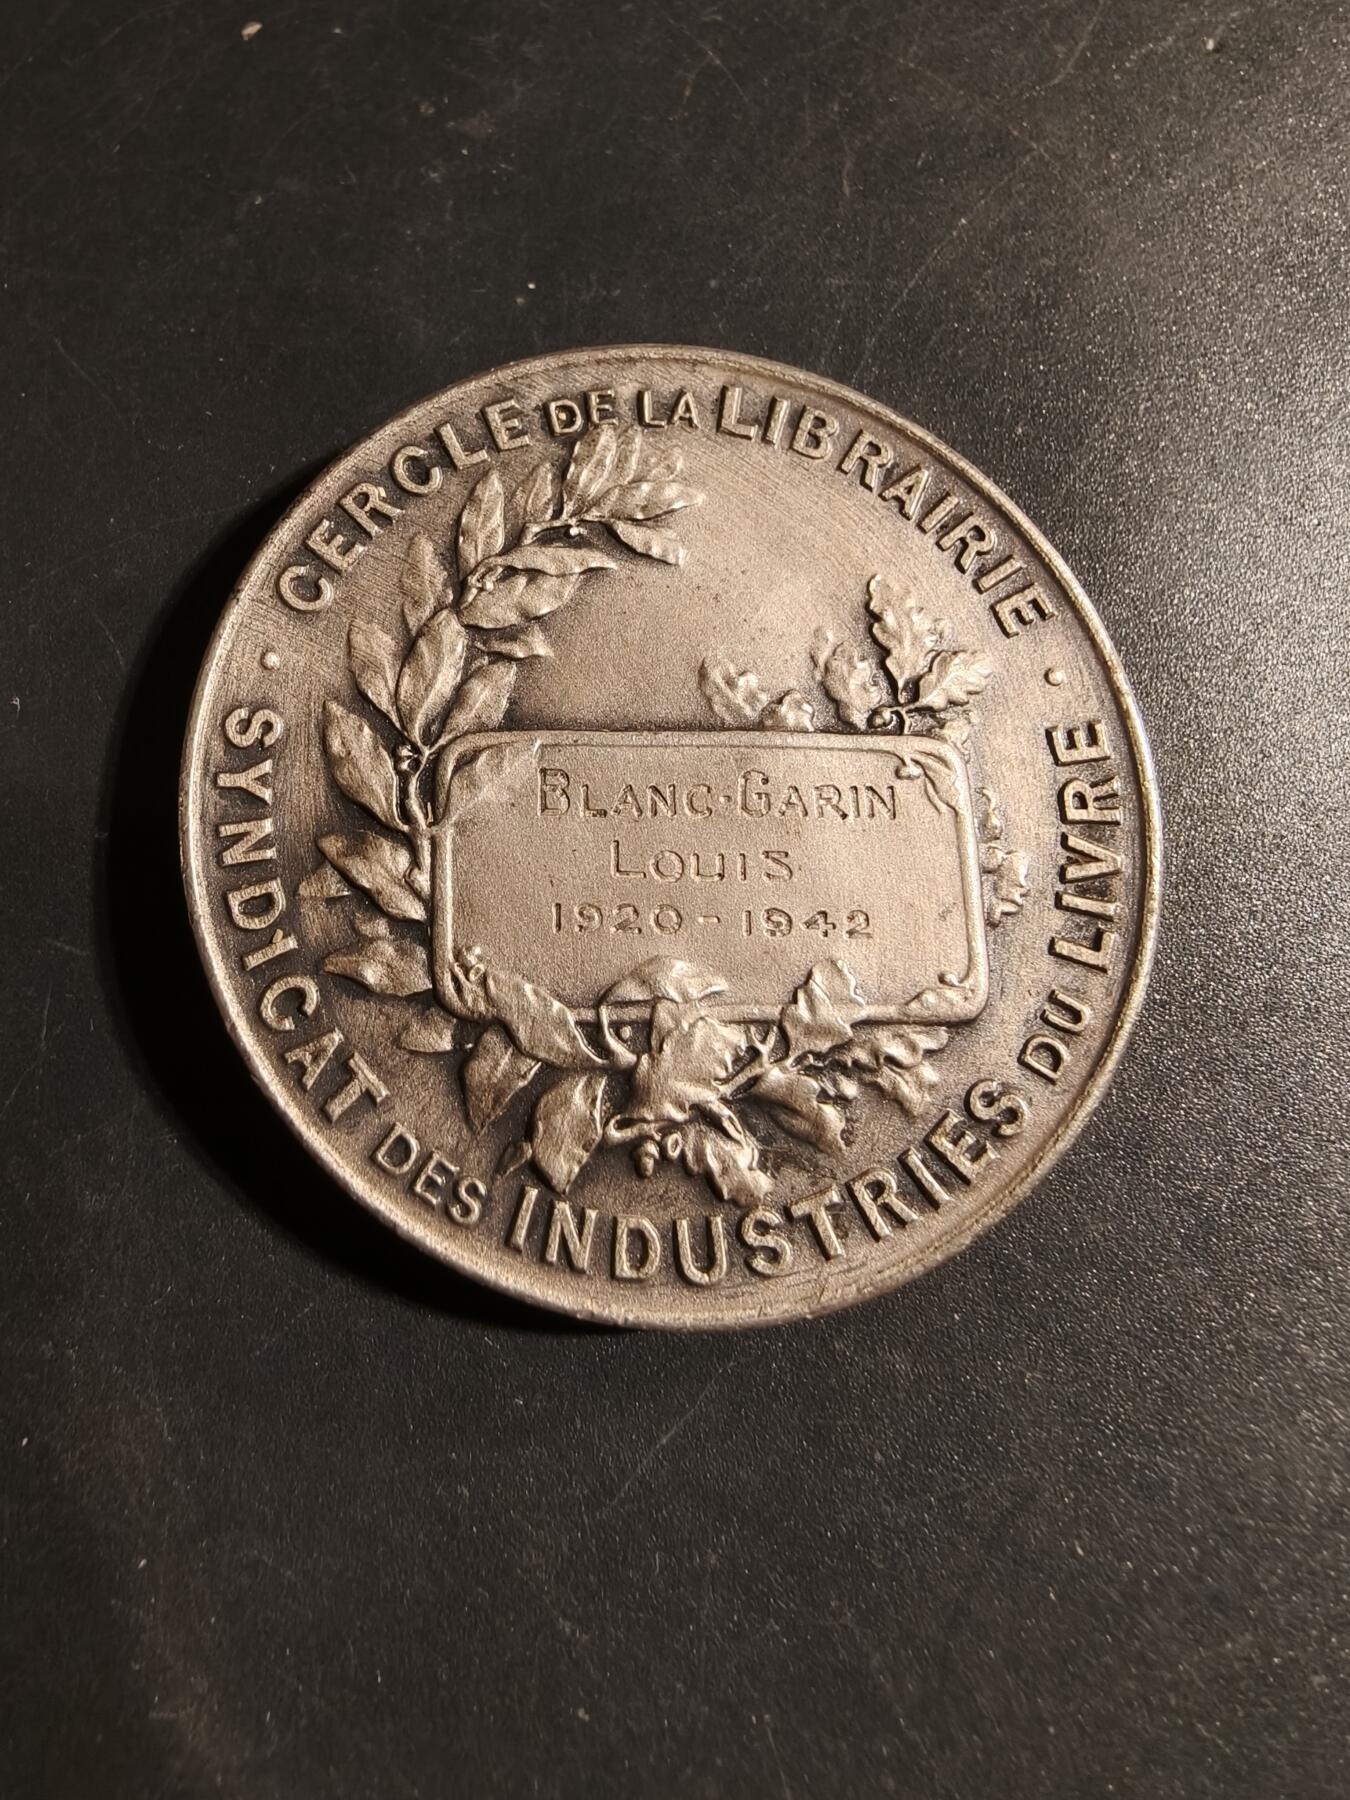 CERCLE DE LA LIBRAIRIE
BLANC·GARIN
LOUIS
1920-1942
SYNDICAT DES INDUSTRIES DU LIVRE